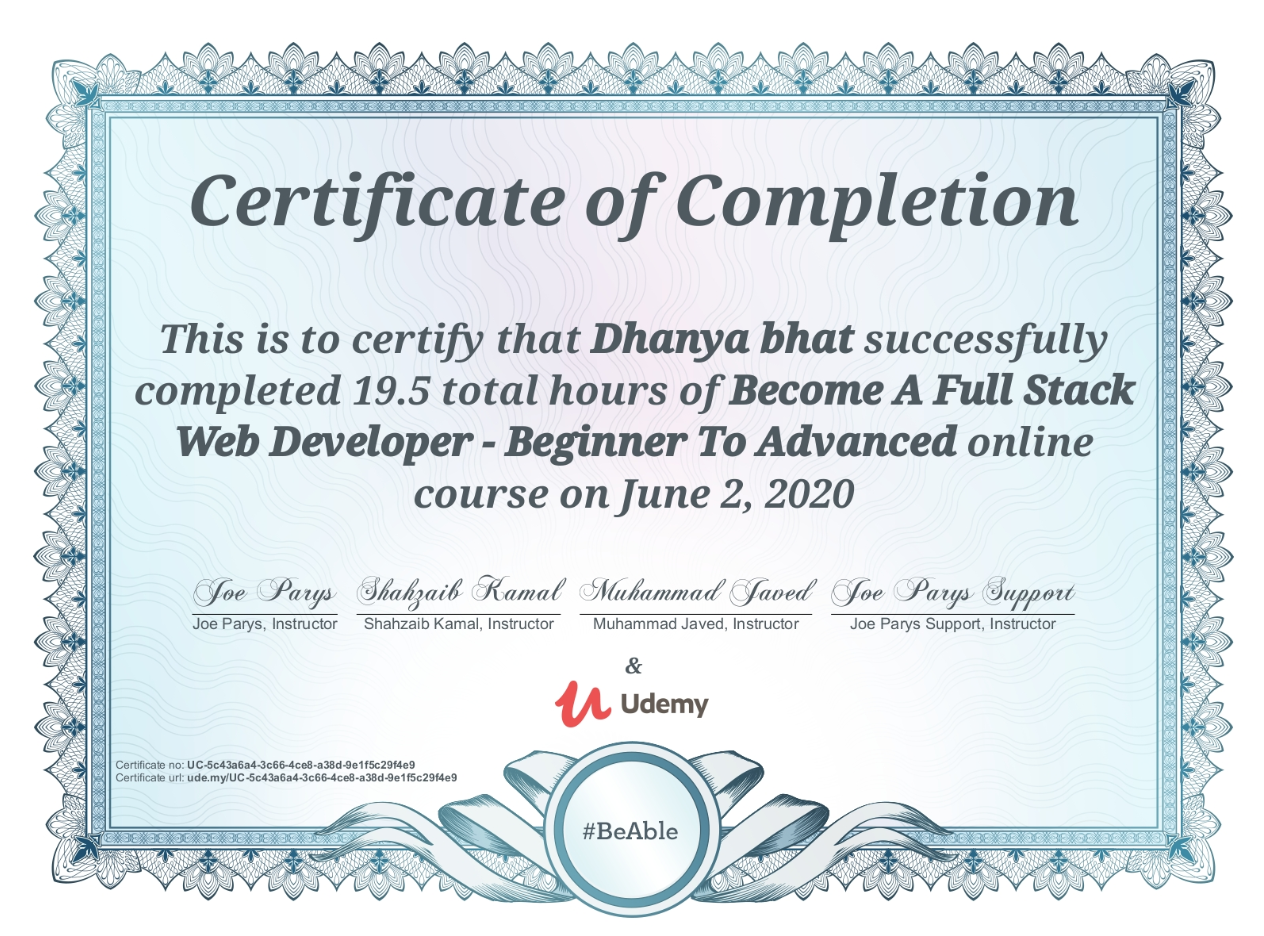 Certificate of Completion
This is to certify that Dhanya bhat successfully
completed 19.5 total hours of Become A Full Stack
Web Developer - Beginner To Advanced online
course on June 2, 2020
Joe Parys Shahzaib Kamal Muhammad Javed Joe Parys Support
Joe Parys, Instructor Shahzaib Kamal, Instructor Muhammad Javed, Instructor Joe Parys Support, Instructor
&
Udemy
Certificate no: UC-5c43a6a4-3c66-4ce8-a38d-9e1f5c29f4e9
Certificate url: ude.my/UC-5c43a6a4-3c66-4ce8-a38d-9e1f5c29f4e9
#BeAble